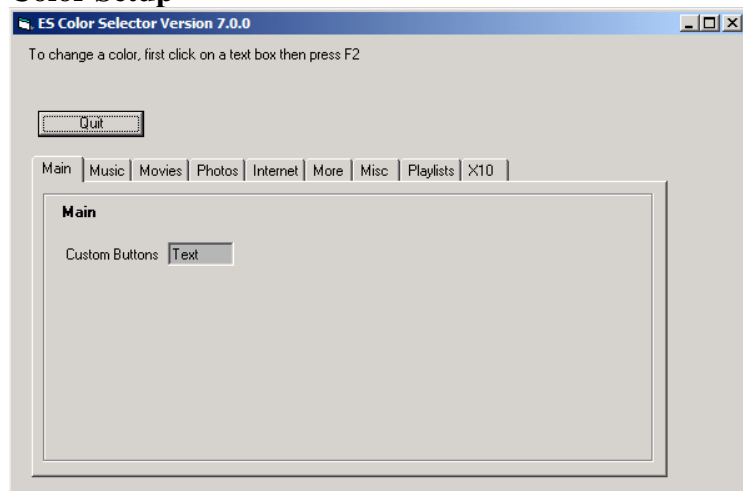 Color Setup
ES Color Selector Version 7.0.0
To change a color, first click on a text box then press F2
Quit
Main Music Movies Photos Internet More Misc Playlists X10
Main
Custom Buttons Text